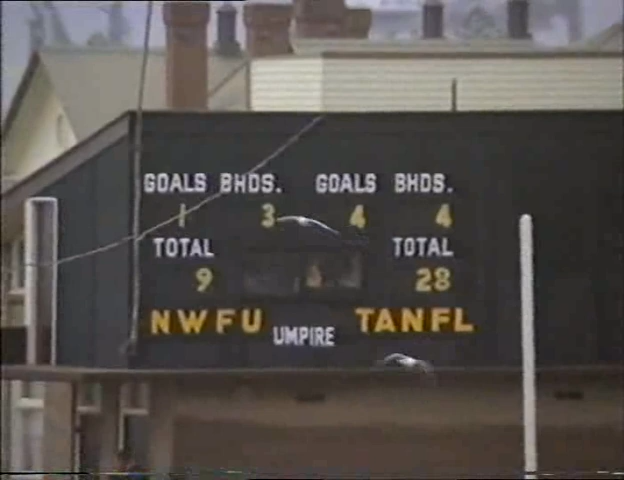 GOALS BHDS. GOALS BHDS.
1 3 4 4
TOTAL TOTAL
9 28
NWFU UMPIRE TANFL